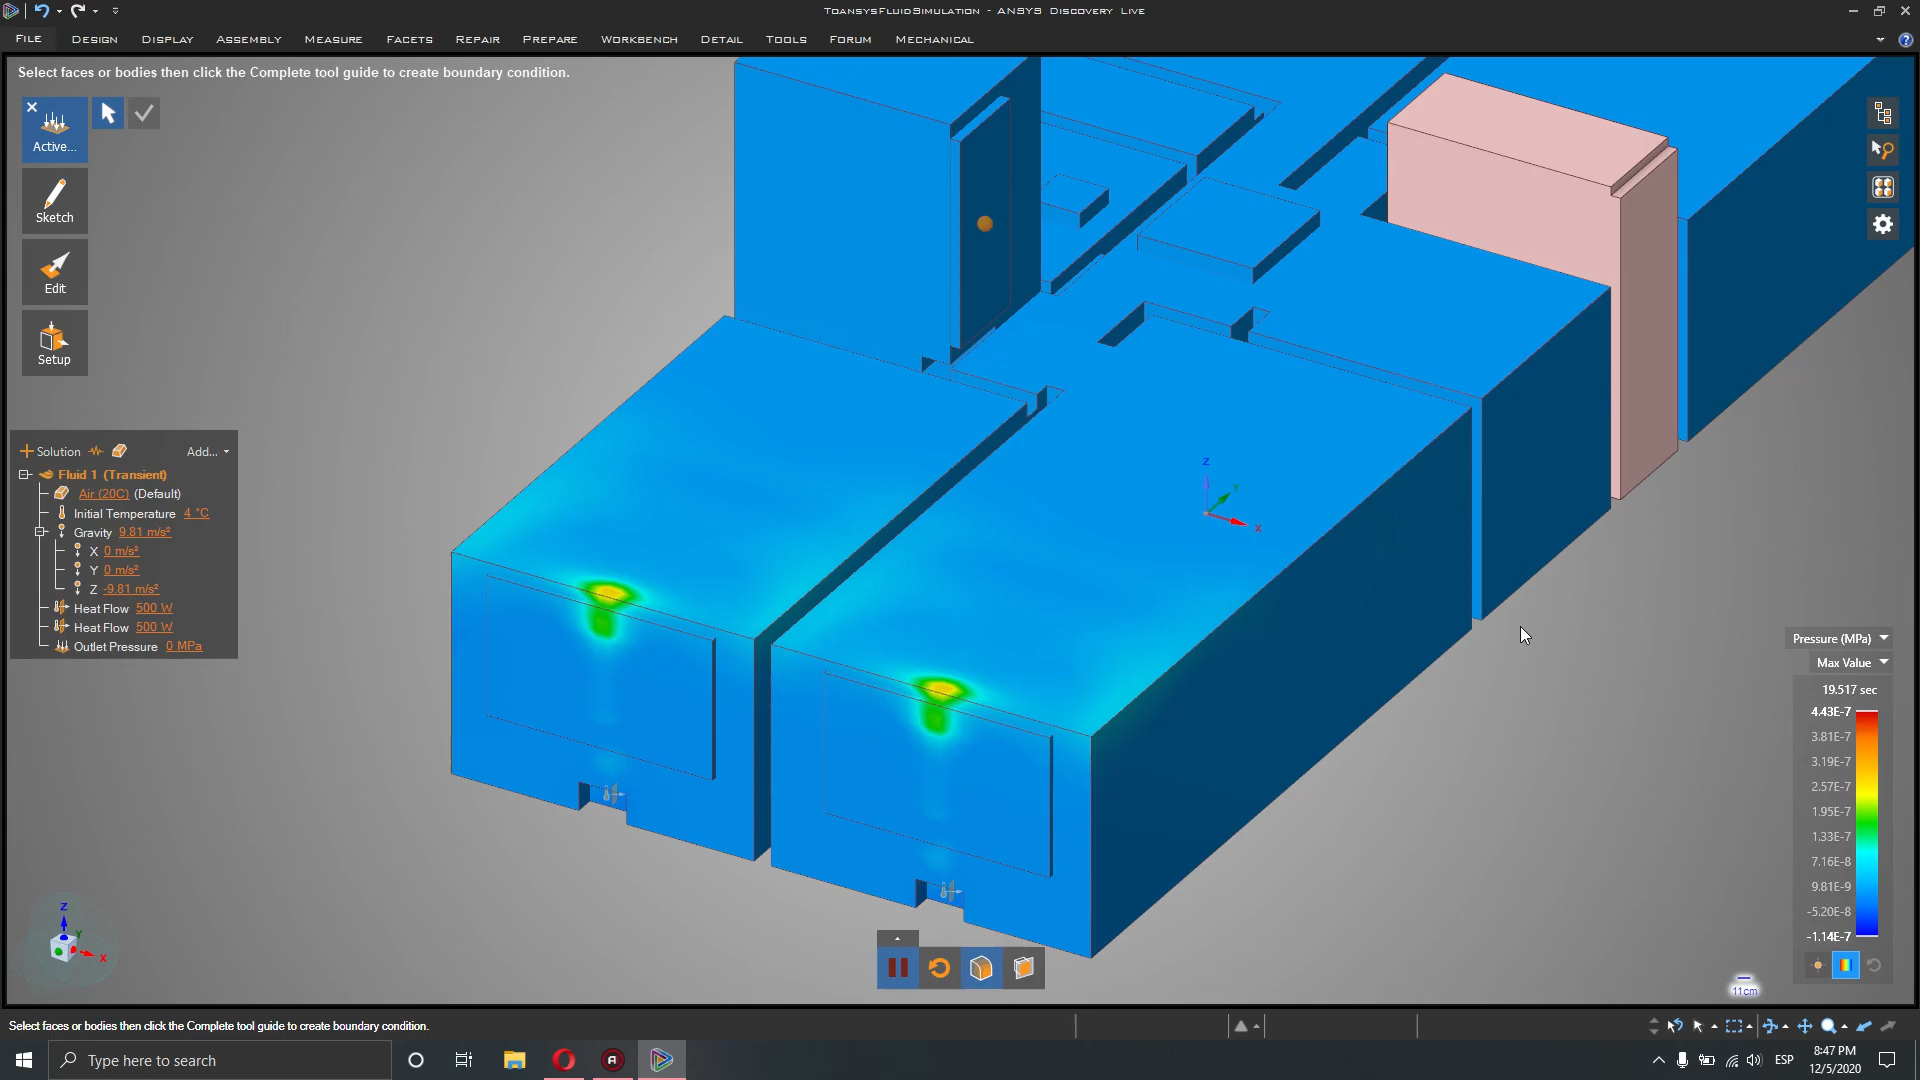 ToansysFluidSimulation - ANSYS Discovery Live
File
Design
Display
Assembly
Measure
Facets
Repair
Prepare
Workbench
Detail
Tools
Forum
Mechanical
?
Select faces or bodies then click the Complete tool guide to create boundary condition.
Active...
Sketch
Edit
Setup
Solution
Add...
Fluid 1 (Transient)
Air (20C) (Default)
Initial Temperature 4 °C
Gravity 9.81 m/s²
X 0 m/s²
Y 0 m/s²
Z -9.81 m/s²
Heat Flow 500 W
Heat Flow 500 W
Outlet Pressure 0 MPa
Z
Y
X
Pressure (MPa)
Max Value
19.517 sec
4.43E-7
3.81E-7
3.19E-7
2.57E-7
1.95E-7
1.33E-7
7.16E-8
9.81E-9
-5.20E-8
-1.14E-7
Z
Y
X
11cm
Select faces or bodies then click the Complete tool guide to create boundary condition.
Type here to search
ESP
8:47 PM
12/5/2020